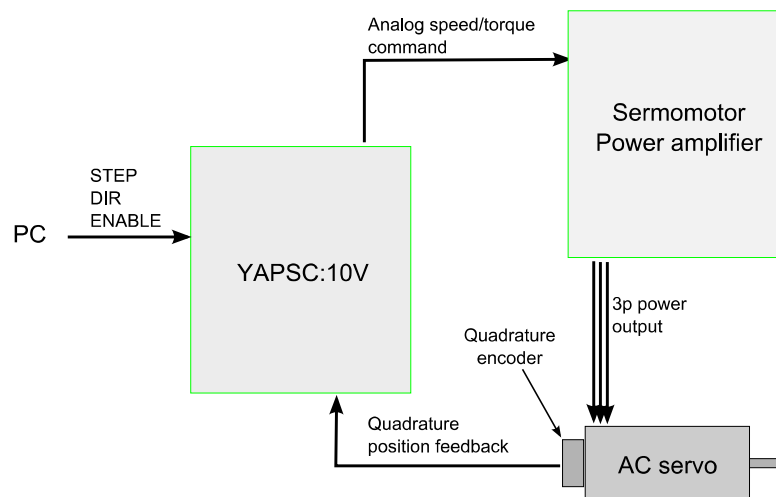 Analog speed/torque
command
Sermomotor
Power amplifier
STEP
DIR
ENABLE
PC
YAPSC:10V
3p power
output
Quadrature
encoder
Quadrature
position feedback
AC servo